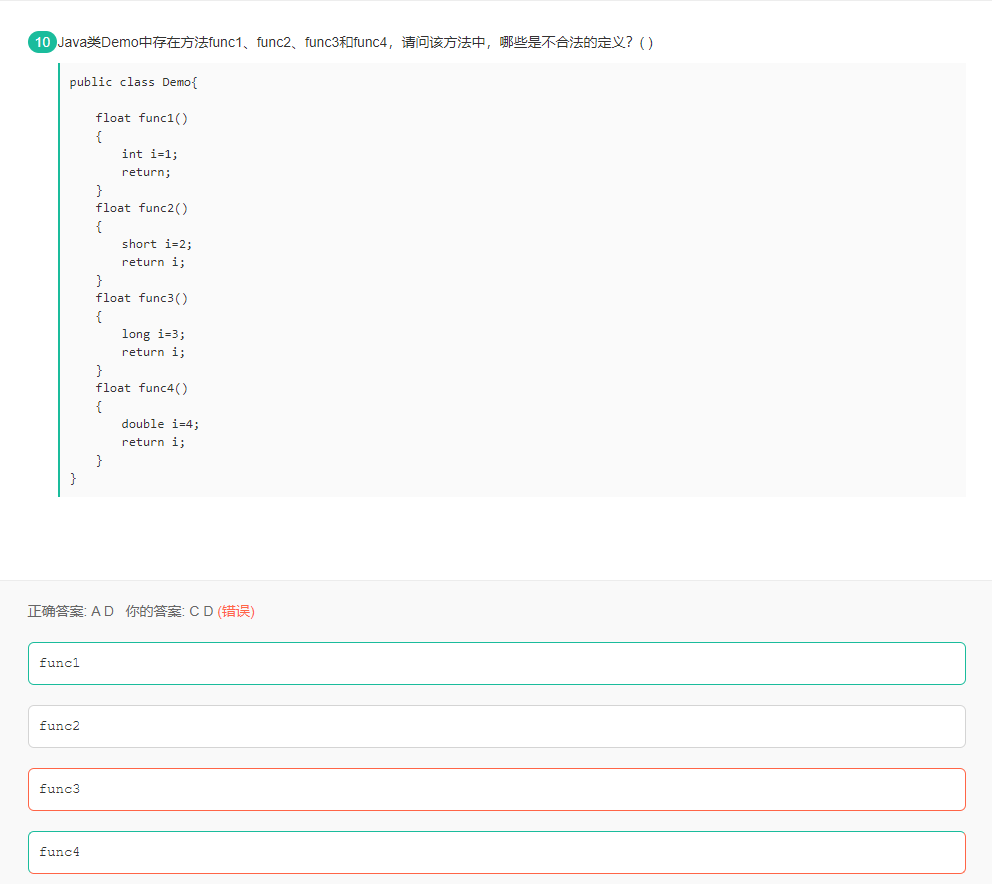 10 Java类Demo中存在方法func1、func2、func3和func4，请问该方法中，哪些是不合法的定义？( )
public class Demo{
float func1()
{
int i=1;
return;
}
float func2()
{
short i=2;
return i;
}
float func3()
{
long i=3;
return i;
}
float func4()
{
double i=4;
return i;
}
}
正确答案: A D 你的答案: C D (错误)
func1
func2
func3
func4